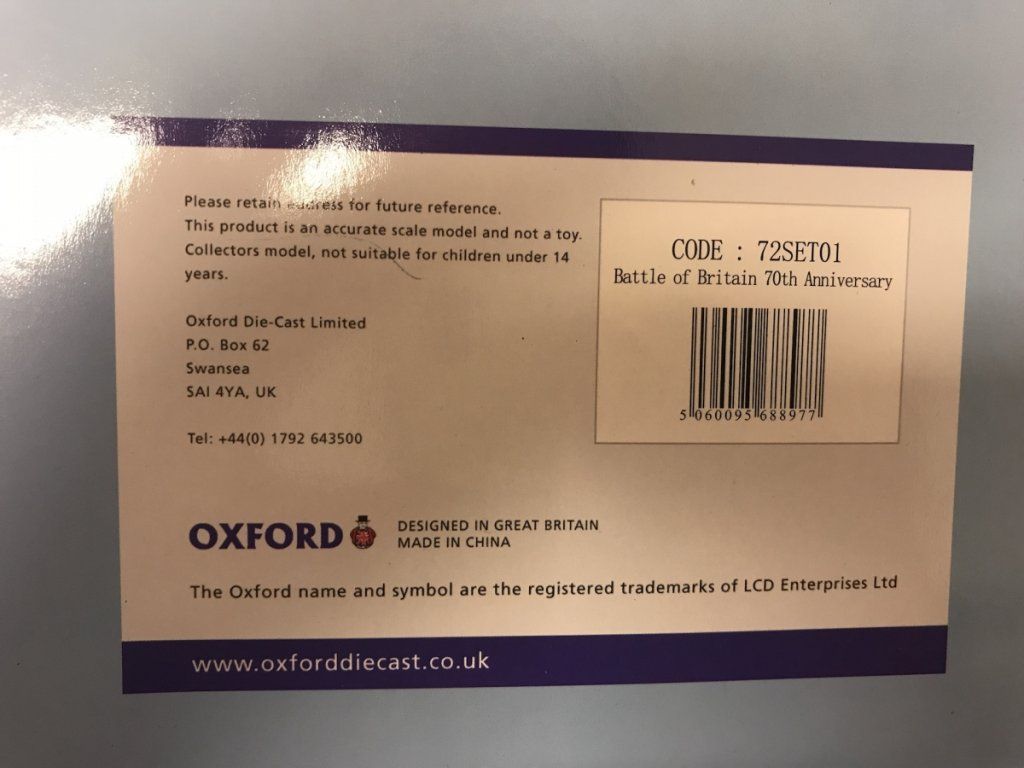 Please retain address for future reference.
This product is an accurate scale model and not a toy.
Collectors model, not suitable for children under 14
years.
Oxford Die-Cast Limited
P.O. Box 62
Swansea
SAI 4YA, UK
Tel: +44(0) 1792 643500
CODE : 72SET01
Battle of Britain 70th Anniversary
5 060095 688977
OXFORD
DESIGNED IN GREAT BRITAIN
MADE IN CHINA
The Oxford name and symbol are the registered trademarks of LCD Enterprises Ltd
www.oxforddiecast.co.uk